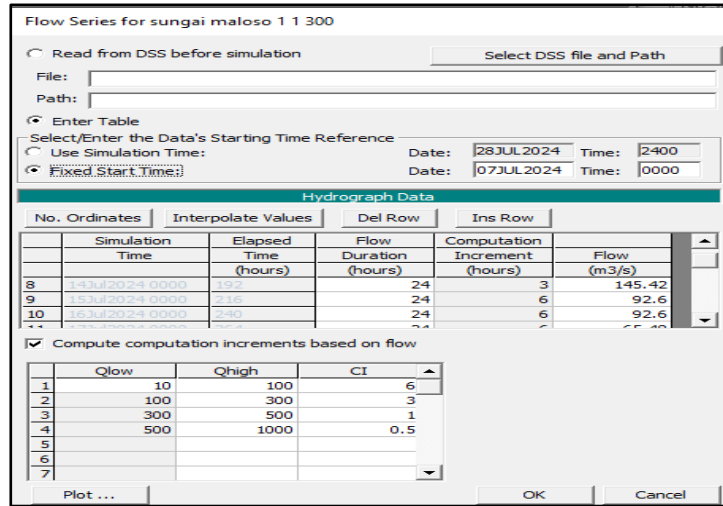 Flow Series for sungai maloso 1 1 300
Read from DSS before simulation
Select DSS file and Path
File:
Path:
Enter Table
Select/Enter the Data's Starting Time Reference
Use Simulation Time: Date: 28JUL2024 Time: 2400
Fixed Start Time: Date: 07JUL2024 Time: 0000
Hydrograph Data
No. Ordinates Interpolate Values Del Row Ins Row
Simulation Elapsed Flow Computation
Time Time Duration Increment Flow
(hours) (hours) (hours) (m3/s)
8 14Jul2024 0000 192 24 3 145.42
9 15Jul2024 0000 216 24 6 92.6
10 16Jul2024 0000 240 24 6 92.6
Compute computation increments based on flow
Qlow Qhigh CI
1 10 100 6
2 100 300 3
3 300 500 1
4 500 1000 0.5
5
6
7
Plot ... OK Cancel